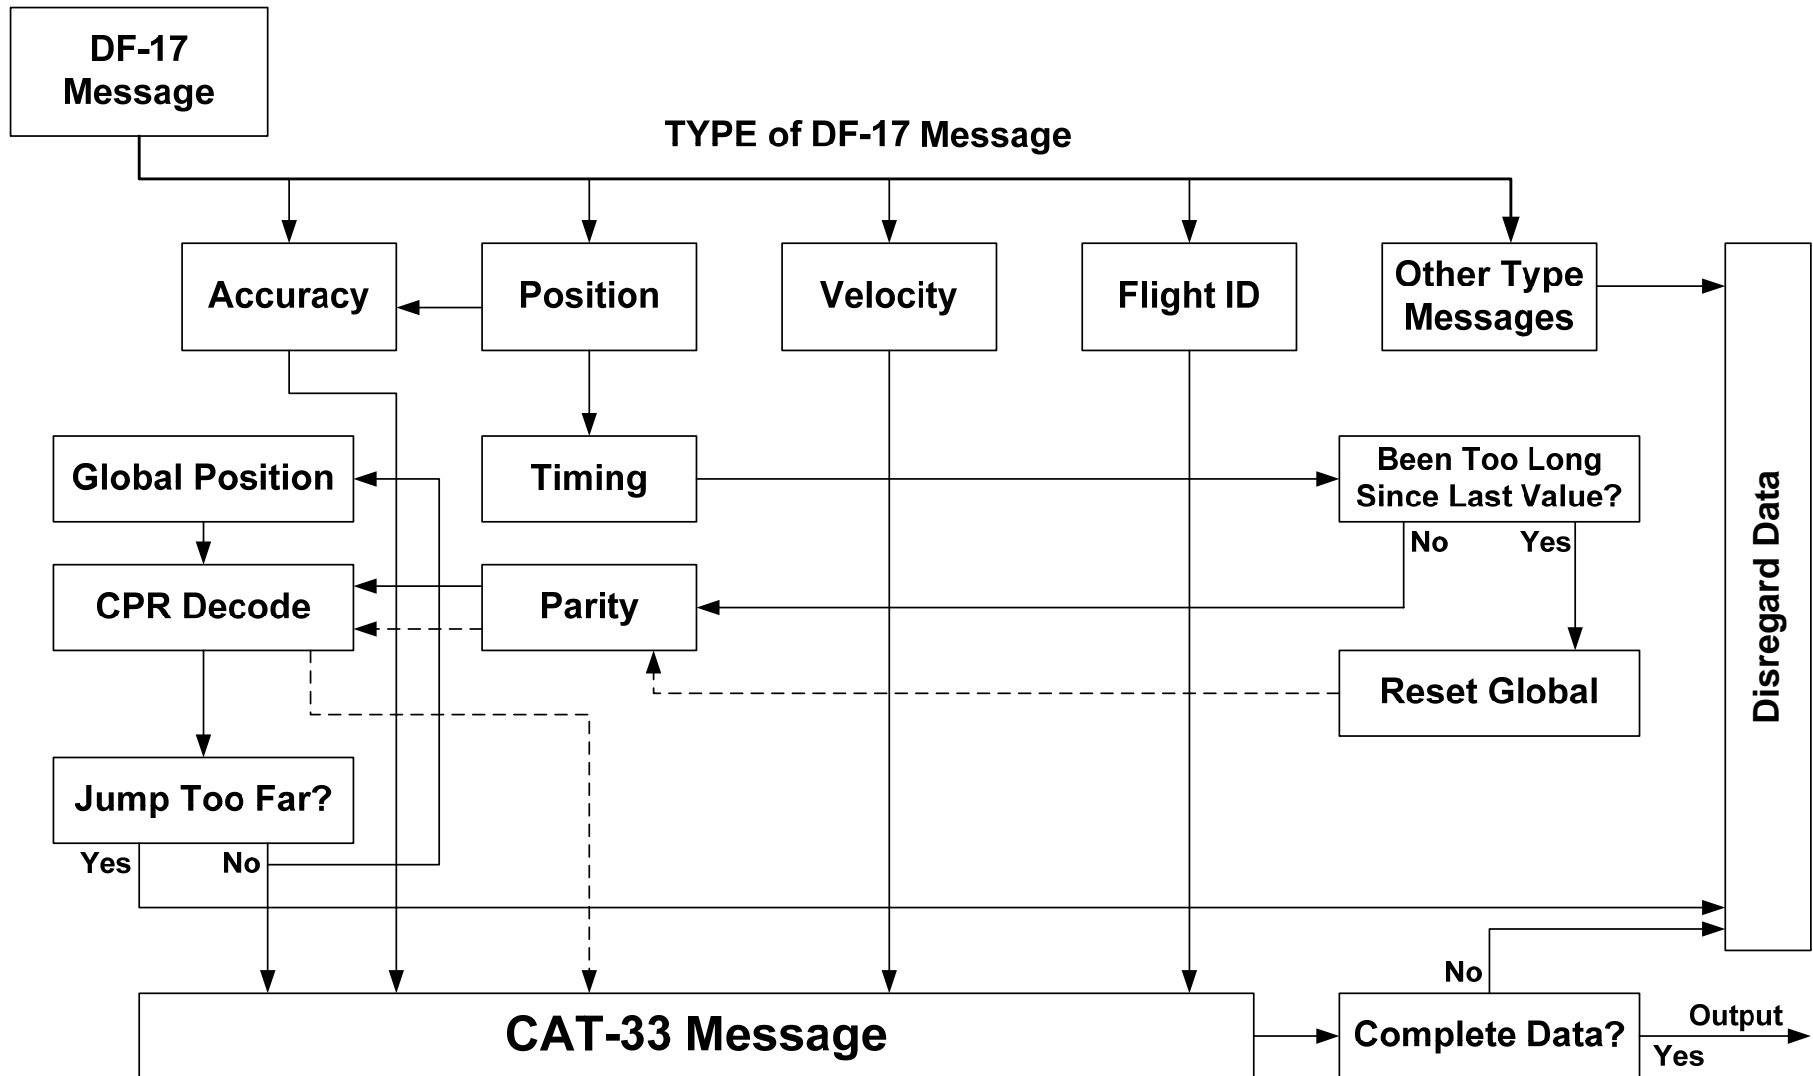 DF-17
Message
TYPE of DF-17 Message
Accuracy
Position
Velocity
Flight ID
Other Type
Messages
Global Position
Timing
Been Too Long
Since Last Value?
No
Yes
CPR Decode
Parity
Reset Global
Disregard Data
Jump Too Far?
Yes
No
No
CAT-33 Message
Complete Data?
Output
Yes